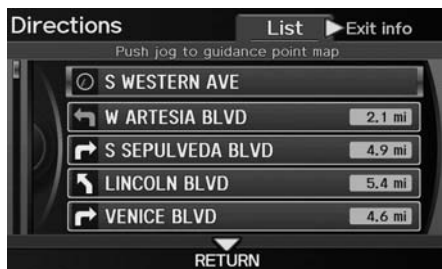 Directions
List
Exit info
Push jog to guidance point map
S WESTERN AVE
W ARTESIA BLVD 2.1 mi
S SEPULVEDA BLVD 4.9 mi
LINCOLN BLVD 5.4 mi
VENICE BLVD 4.6 mi
RETURN